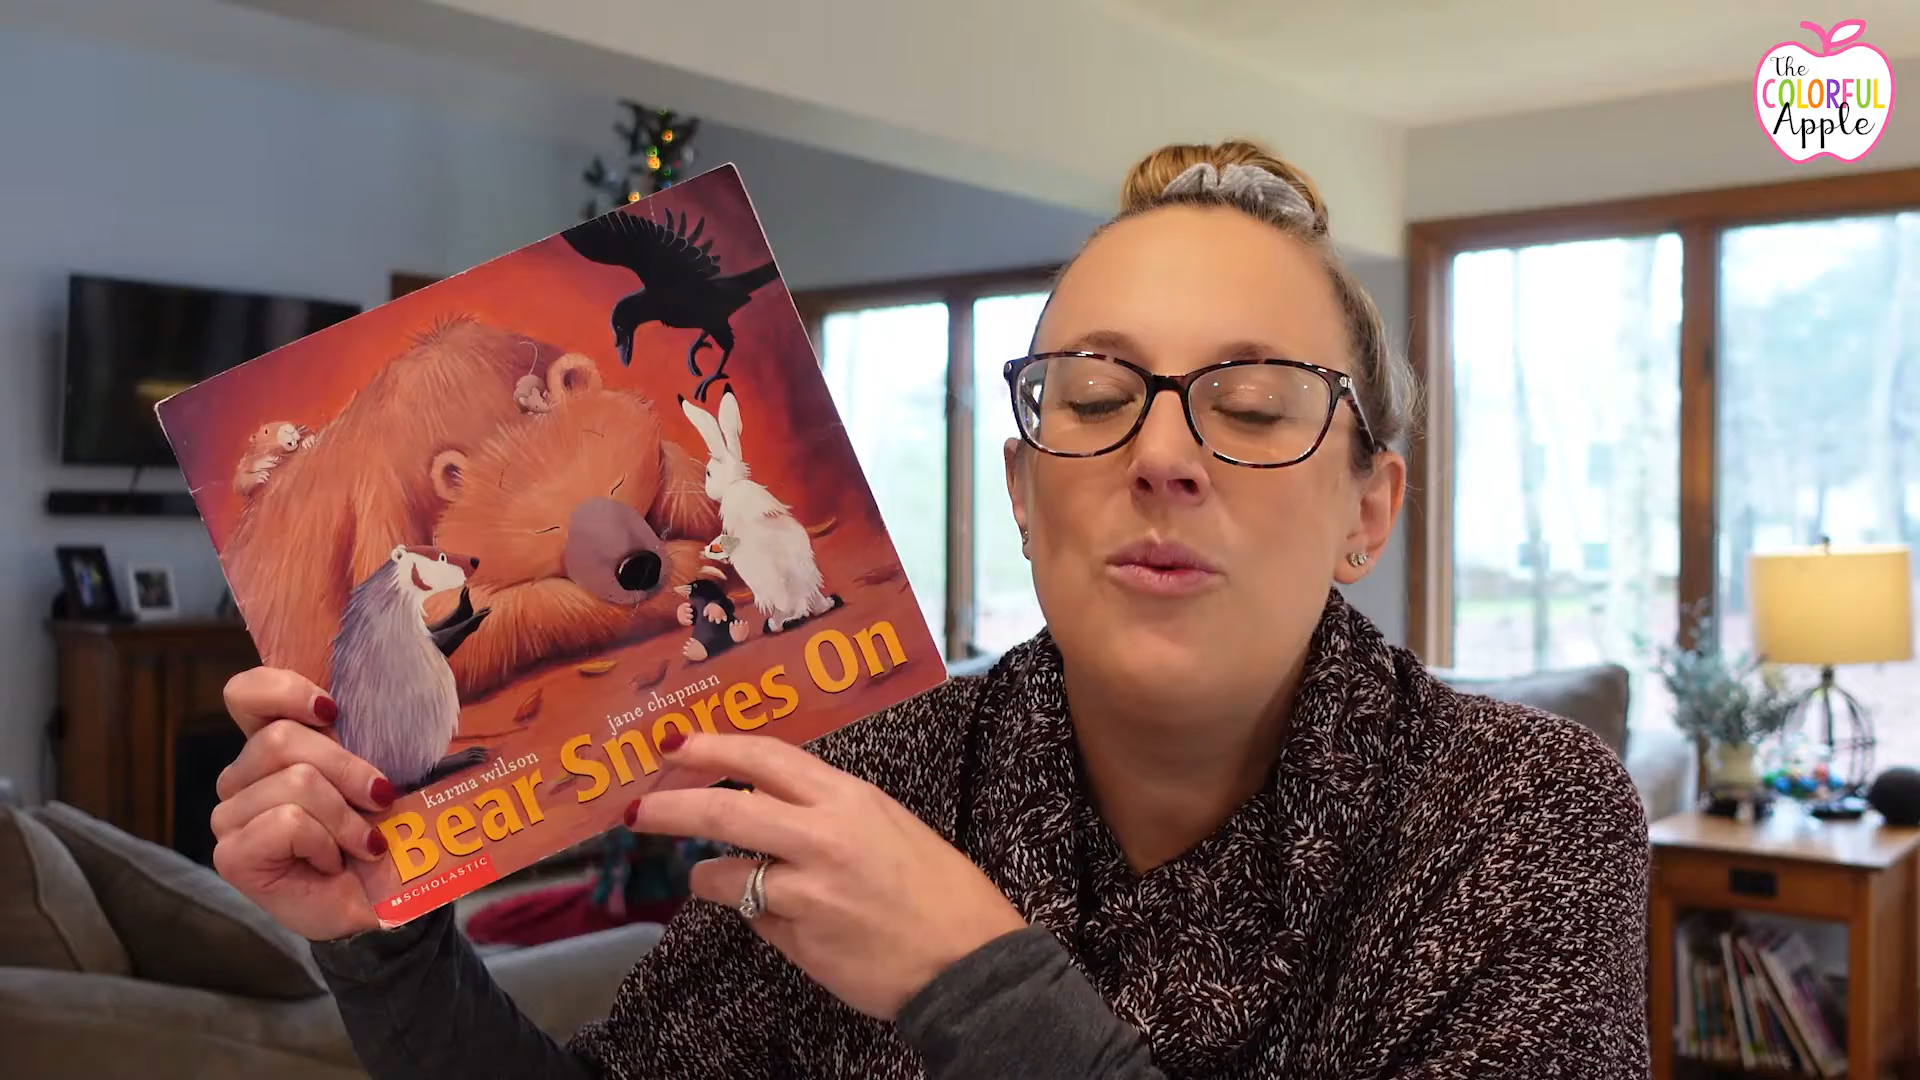 The
COLORFUL
Apple
karma wilson
jane chapman
Bear Snores On
SCHOLASTIC